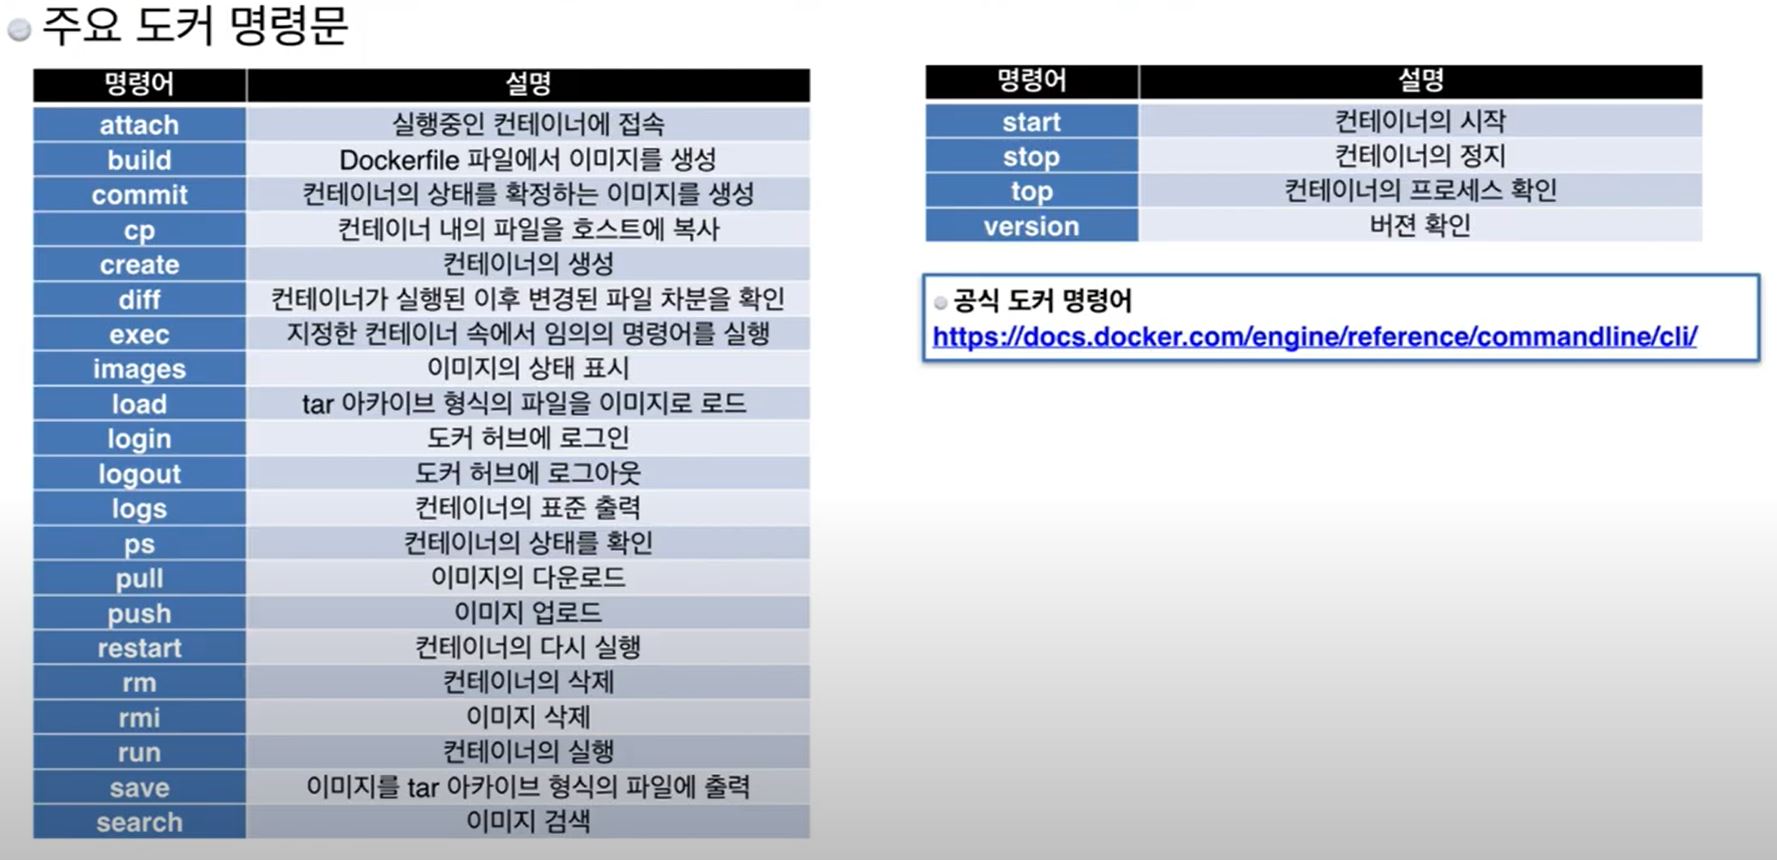 주요 도커 명령문
명령어 설명
attach 실행중인 컨테이너에 접속
build Dockerfile 파일에서 이미지를 생성
commit 컨테이너의 상태를 확정하는 이미지를 생성
cp 컨테이너 내의 파일을 호스트에 복사
create 컨테이너의 생성
diff 컨테이너가 실행된 이후 변경된 파일 차분을 확인
exec 지정한 컨테이너 속에서 임의의 명령어를 실행
images 이미지의 상태 표시
load tar 아카이브 형식의 파일을 이미지로 로드
login 도커 허브에 로그인
logout 도커 허브에 로그아웃
logs 컨테이너의 표준 출력
ps 컨테이너의 상태를 확인
pull 이미지의 다운로드
push 이미지 업로드
restart 컨테이너의 다시 실행
rm 컨테이너의 삭제
rmi 이미지 삭제
run 컨테이너의 실행
save 이미지를 tar 아카이브 형식의 파일에 출력
search 이미지 검색
명령어 설명
start 컨테이너의 시작
stop 컨테이너의 정지
top 컨테이너의 프로세스 확인
version 버젼 확인
공식 도커 명령어
https://docs.docker.com/engine/reference/commandline/cli/